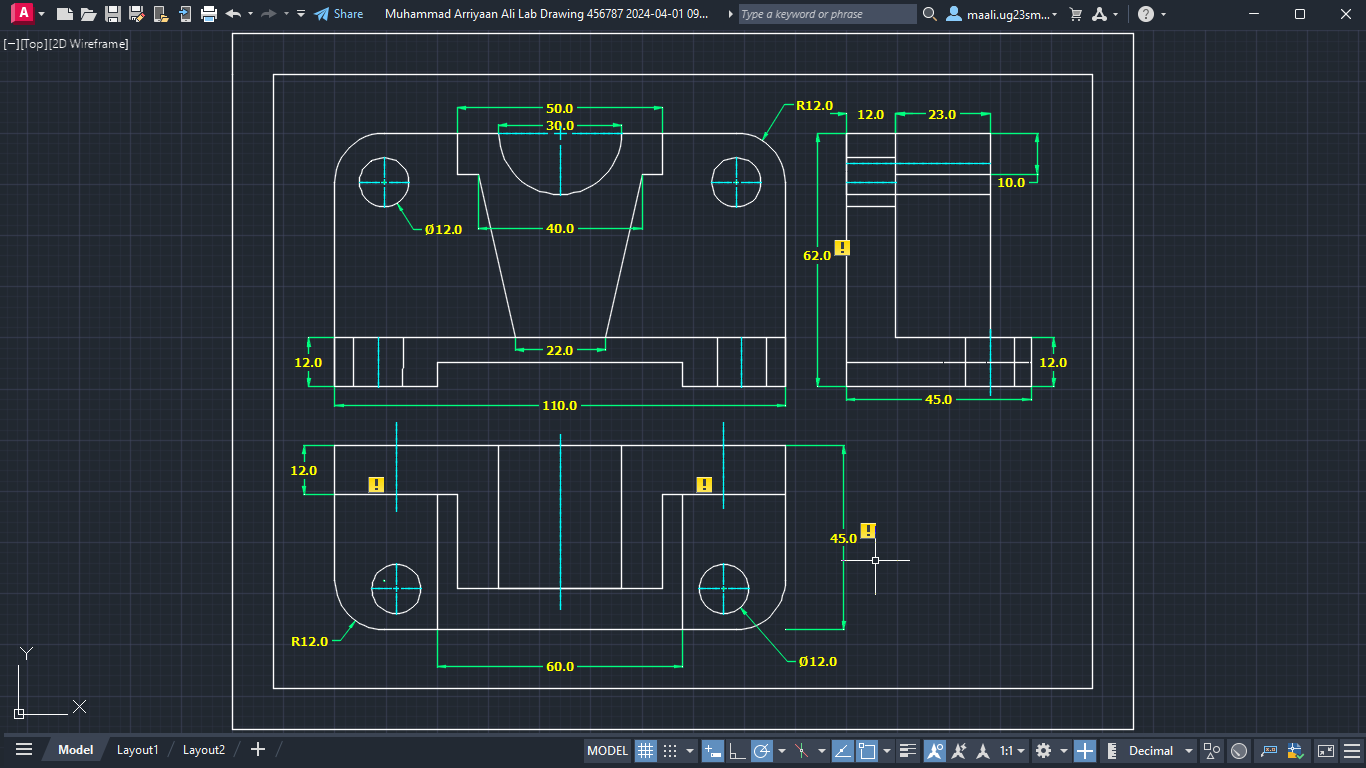 A Share Muhammad Arriyaan Ali Lab Drawing 456787 2024-04-01 09... Type a keyword or phrase maali.ug23sm... ?
[−][Top][2D Wireframe]
50.0
30.0
R12.0
12.0
23.0
10.0
Ø12.0
40.0
62.0
!
22.0
12.0
12.0
110.0
45.0
12.0
!
!
45.0
!
R12.0
60.0
Ø12.0
Y
X
Model Layout1 Layout2 + MODEL 1:1 Decimal